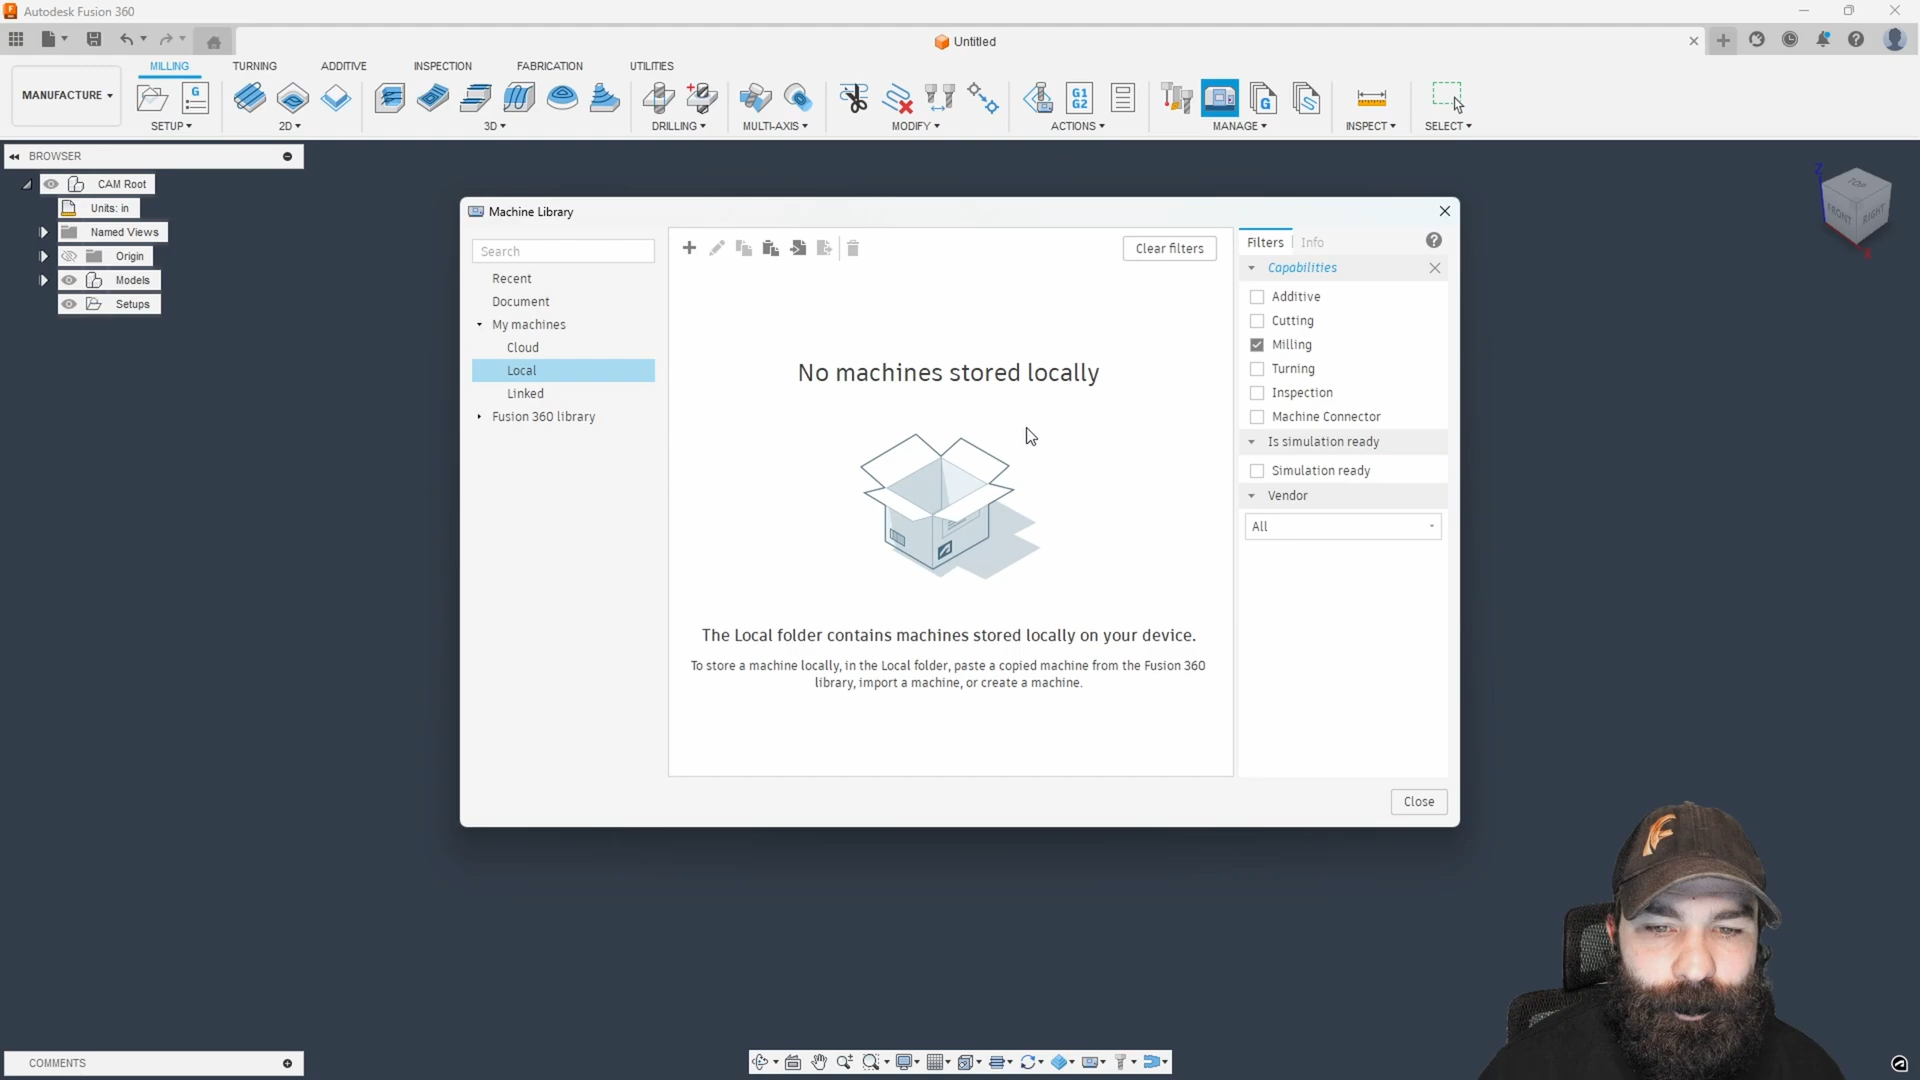 Autodesk Fusion 360
Untitled
MILLING
TURNING
ADDITIVE
INSPECTION
FABRICATION
UTILITIES
MANUFACTURE
SETUP
2D
3D
DRILLING
MULTI-AXIS
MODIFY
G1
G2
ACTIONS
MANAGE
INSPECT
SELECT
BROWSER
CAM Root
Units: in
Named Views
Origin
Models
Setups
Z
TOP
FRONT
RIGHT
X
Machine Library
Search
Recent
Document
My machines
Cloud
Local
Linked
Fusion 360 library
Clear filters
No machines stored locally
The Local folder contains machines stored locally on your device.
To store a machine locally, in the Local folder, paste a copied machine from the Fusion 360
library, import a machine, or create a machine.
Filters
Info
Capabilities
Additive
Cutting
Milling
Turning
Inspection
Machine Connector
Is simulation ready
Simulation ready
Vendor
All
Close
COMMENTS